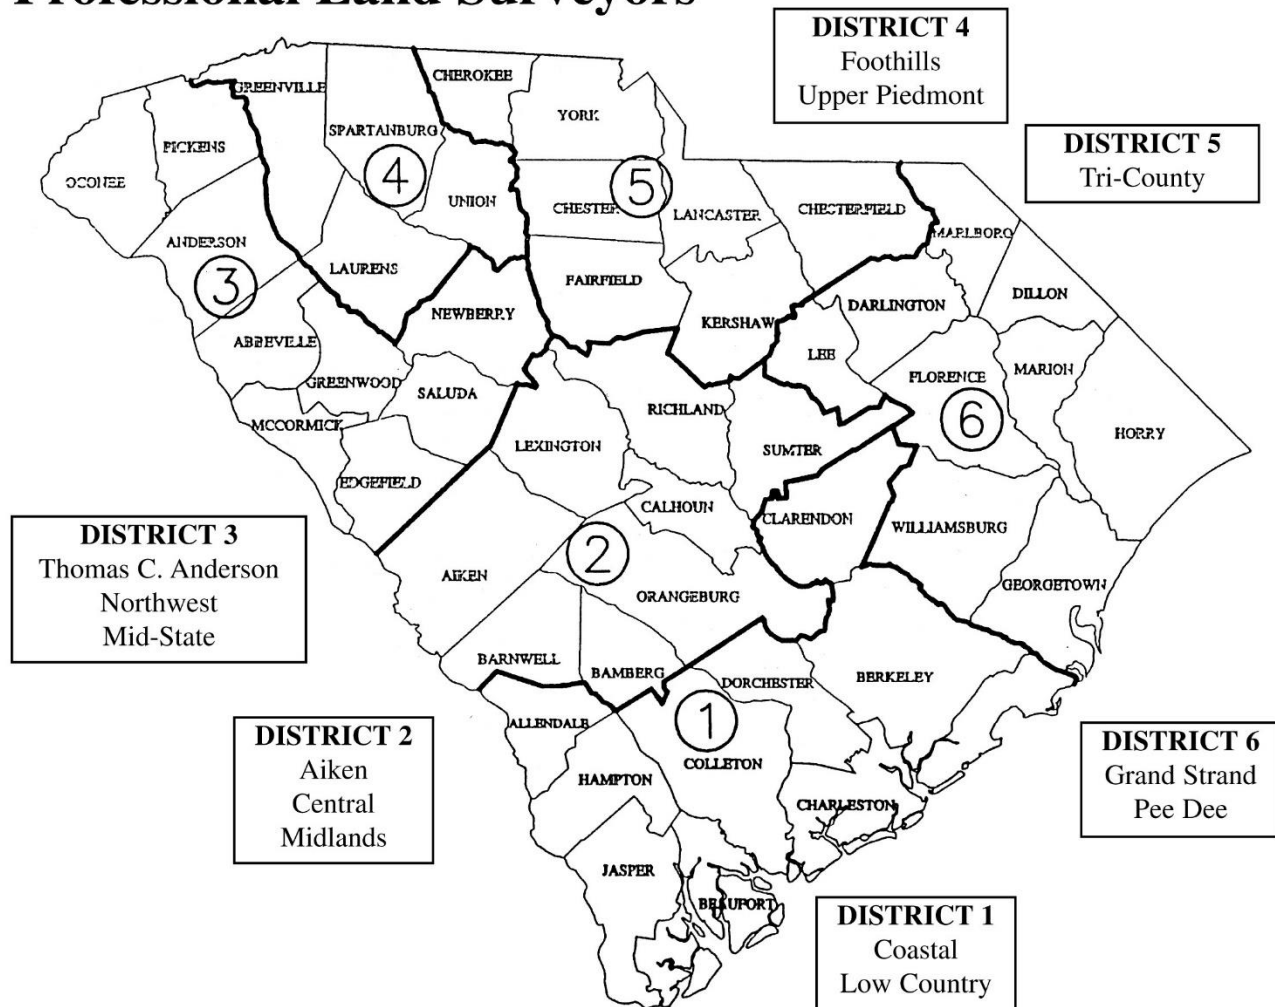 Professional Land Surveyors
DISTRICT 4
Foothills
Upper Piedmont
DISTRICT 5
Tri-County
CHEROKEE
GREENVILLE
YORK
SPARTANBURG
PICKENS
4
5
OCONEE
UNION
CHESTER
LANCASTER
CHESTERFIELD
MARLBORO
ANDERSON
LAURENS
FAIRFIELD
3
DARLINGTON
DILLON
NEWBERRY
KERSHAW
ABBEVILLE
LEE
MARION
GREENWOOD
SALUDA
FLORENCE
RICHLAND
6
MCCORMICK
LEXINGTON
SUMTER
HORRY
EDGEFIELD
CALHOUN
CLARENDON
WILLIAMSBURG
DISTRICT 3
Thomas C. Anderson
Northwest
Mid-State
2
AIKEN
ORANGEBURG
GEORGETOWN
BARNWELL
BAMBERG
DORCHESTER
BERKELEY
ALLENDALE
1
COLLETON
DISTRICT 2
Aiken
Central
Midlands
HAMPTON
CHARLESTON
DISTRICT 6
Grand Strand
Pee Dee
JASPER
BEAUFORT
DISTRICT 1
Coastal
Low Country